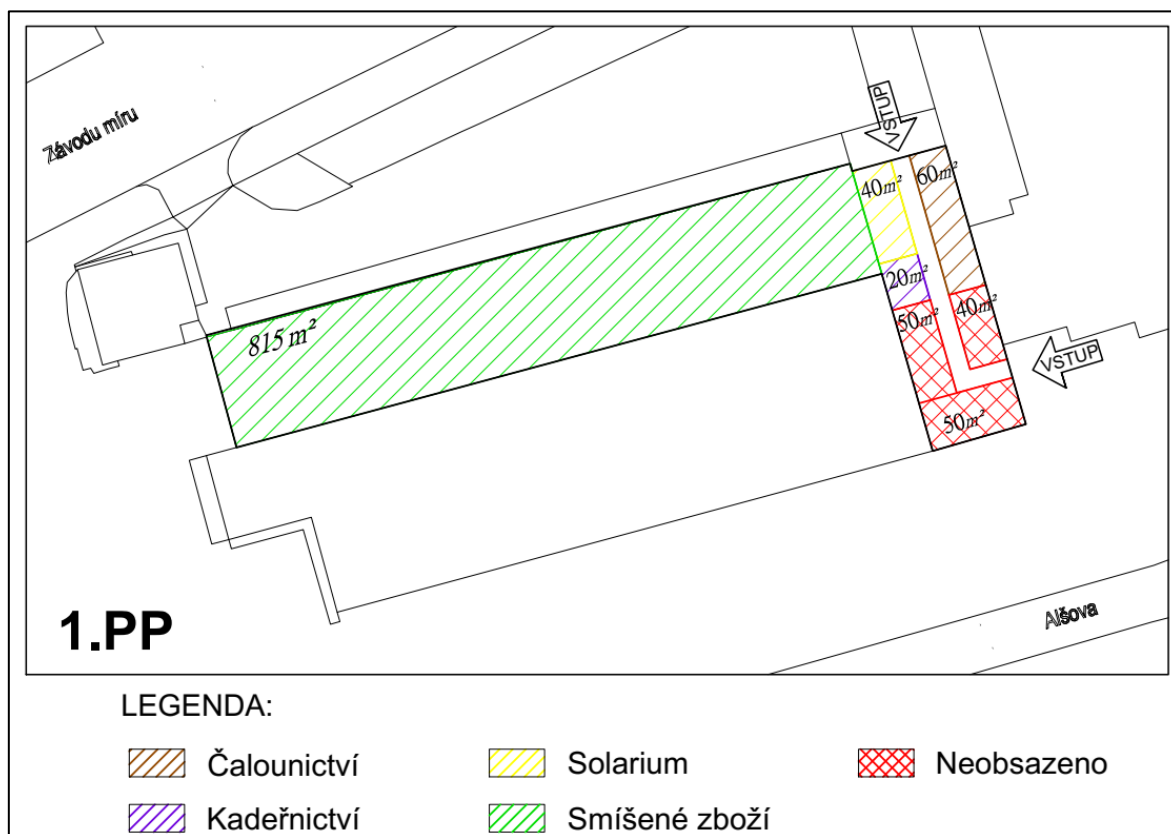 Závodu míru
VSTUP
40m²
60m²
20m²
50m²
40m²
815 m²
VSTUP
50m²
Alšova
1.PP
LEGENDA:
Čalounictví
Solarium
Neobsazeno
Kadeřnictví
Smíšené zboží